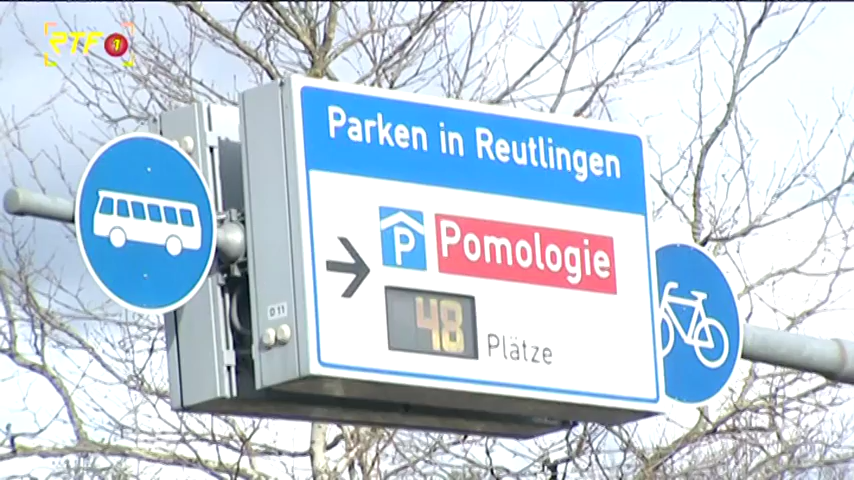 RTF 1
Parken in Reutlingen
P Pomologie
48 Plätze
D 11